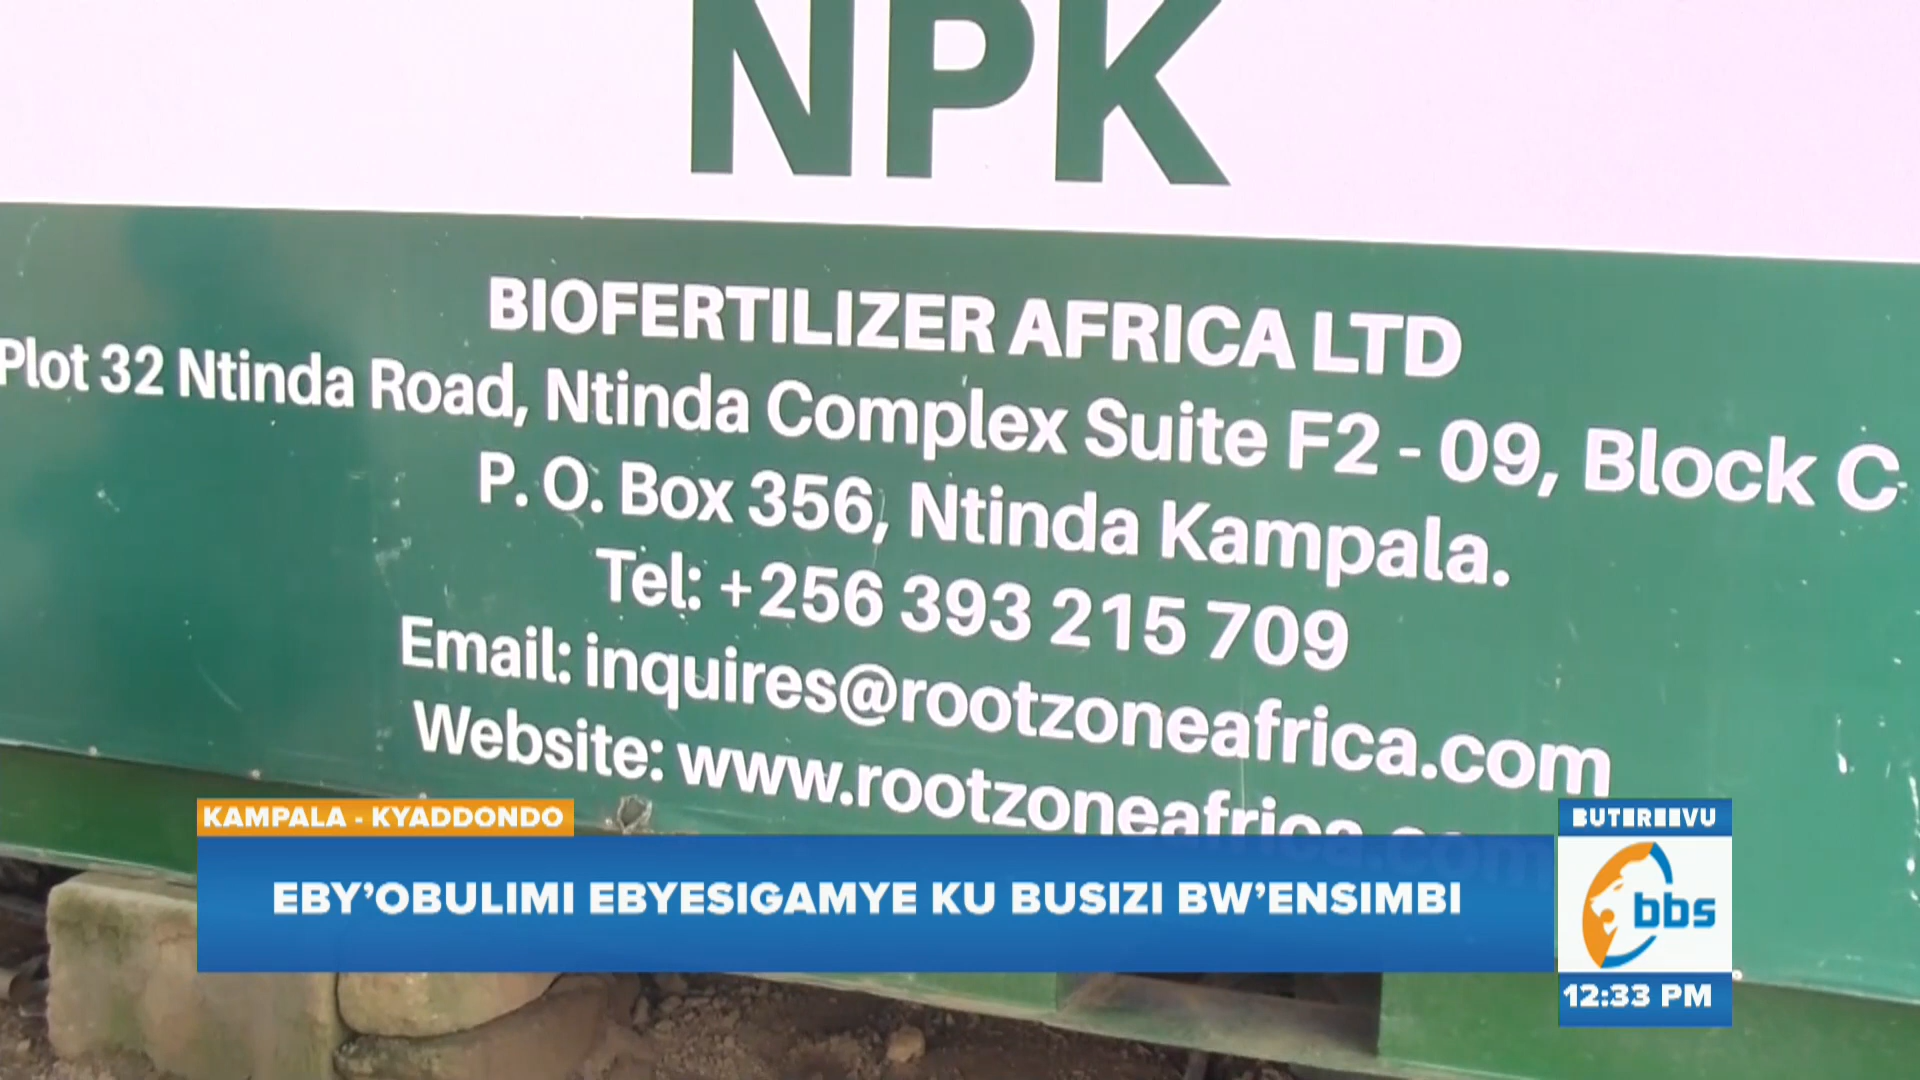 NPK
BIOFERTILIZER AFRICA LTD
Plot 32 Ntinda Road, Ntinda Complex Suite F2 - 09, Block C
P. O. Box 356, Ntinda Kampala.
Tel: +256 393 215 709
Email: inquires@rootzoneafrica.com
Website: www.rootzoneafrica.com
KAMPALA - KYADDONDO
EBY'OBULIMI EBYESIGAMYE KU BUSIZI BW'ENSIMBI
BUTEREEVU
bbs
12:33 PM